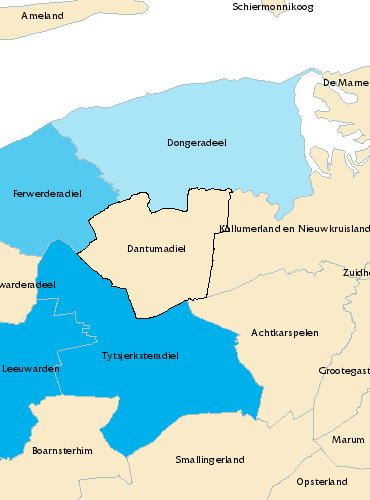 Schiermonnikoog
Ameland
De Marne
Dongeradeel
Ferwerderadiel
Kollumerland en Nieuwkruisland
Dantumadiel
Zuidho
warderadeel
Achtkarspelen
Tytsjerksteradiel
Leeuwarden
Grootegast
Marum
Boarnsterhim
Smallingerland
Opsterland